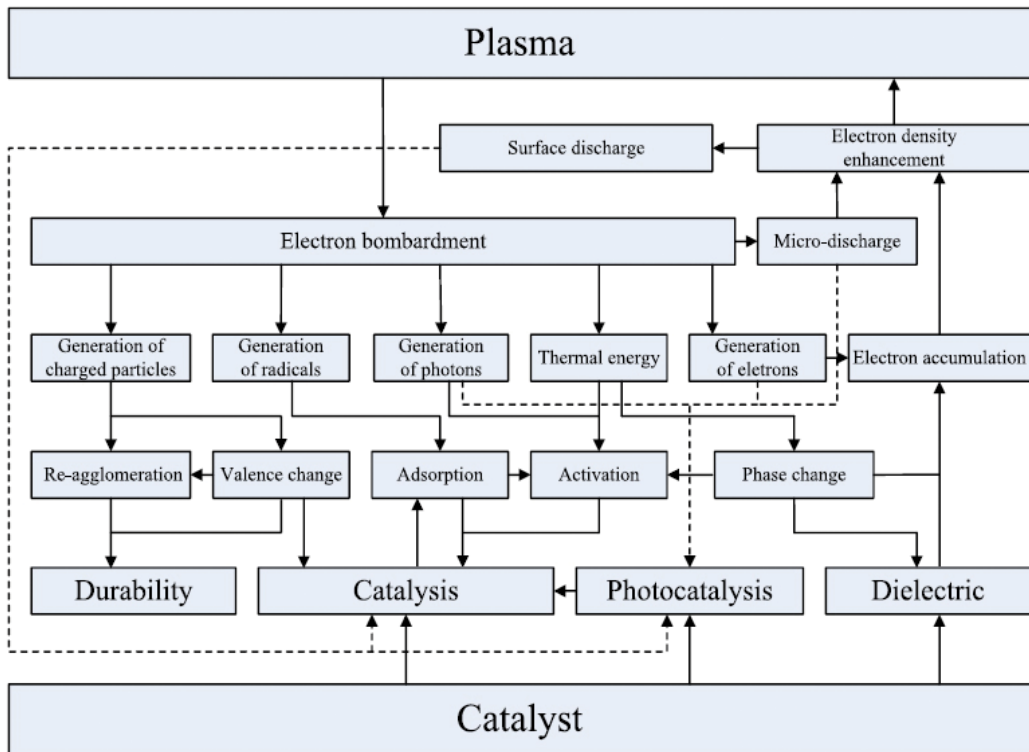 Plasma
Surface discharge
Electron density
enhancement
Electron bombardment
Micro-discharge
Generation of
charged particles
Generation
of radicals
Generation
of photons
Thermal energy
Generation
of eletrons
Electron accumulation
Re-agglomeration
Valence change
Adsorption
Activation
Phase change
Durability
Catalysis
Photocatalysis
Dielectric
Catalyst